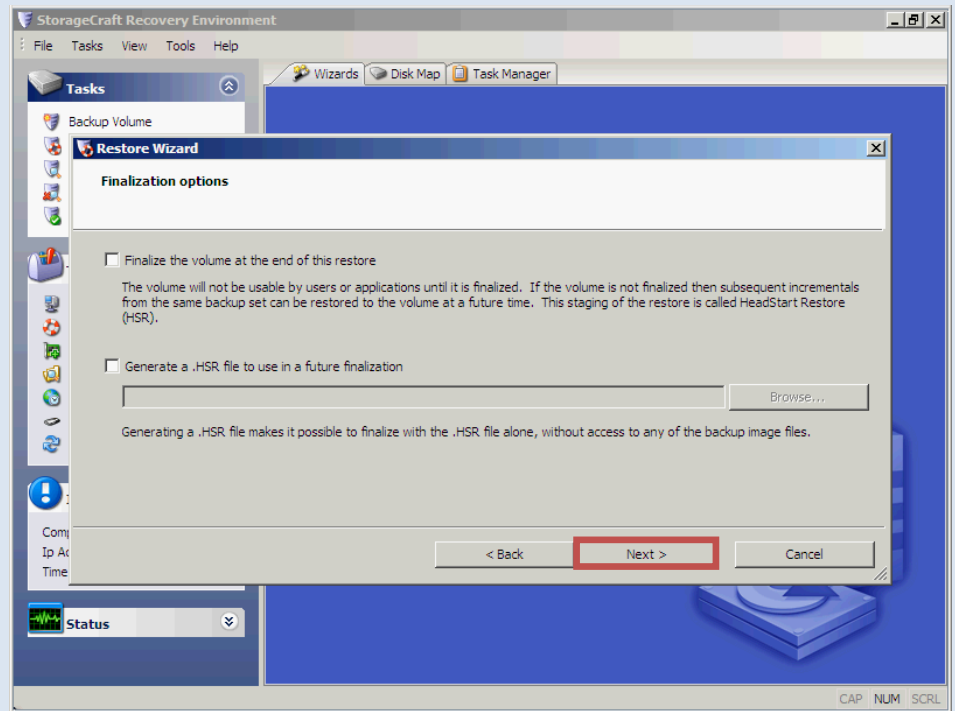 StorageCraft Recovery Environment
File Tasks View Tools Help
Wizards Disk Map Task Manager
Tasks
Backup Volume
Restore Wizard
Finalization options
Finalize the volume at the end of this restore
The volume will not be usable by users or applications until it is finalized. If the volume is not finalized then subsequent incrementals
from the same backup set can be restored to the volume at a future time. This staging of the restore is called HeadStart Restore
(HSR).
Generate a .HSR file to use in a future finalization
Browse...
Generating a .HSR file makes it possible to finalize with the .HSR file alone, without access to any of the backup image files.
< Back Next > Cancel
Ip
Time
Status
CAP NUM SCRL